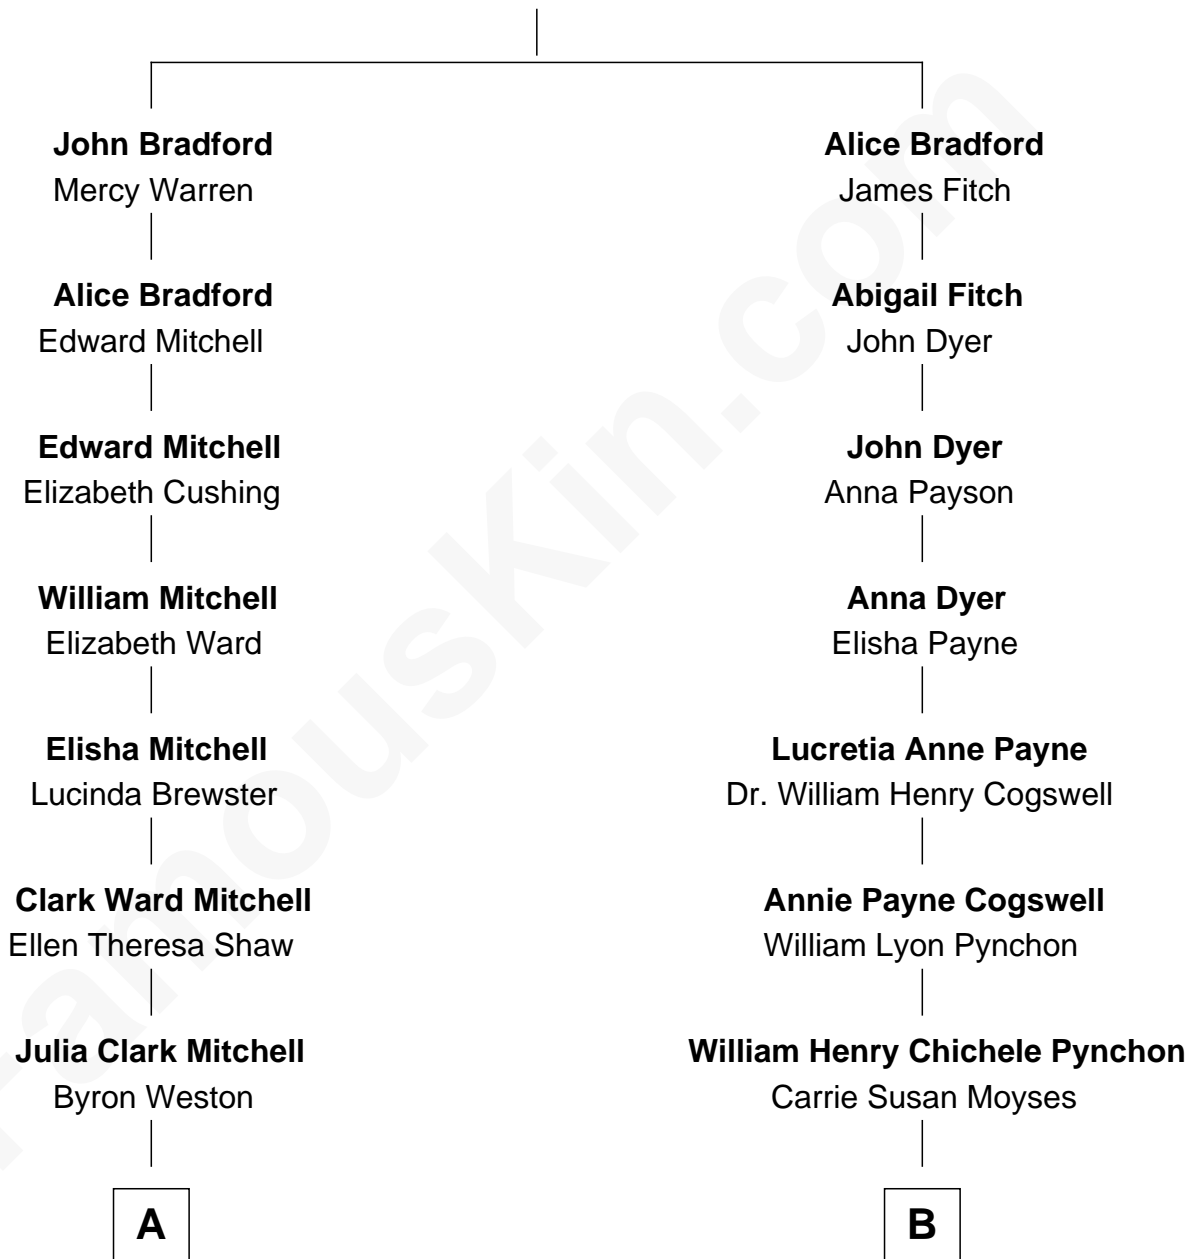 John Bradford
Mercy Warren
Alice Bradford
Edward Mitchell
Edward Mitchell
Elizabeth Cushing
William Mitchell
Elizabeth Ward
Elisha Mitchell
Lucinda Brewster
Clark Ward Mitchell
Ellen Theresa Shaw
Julia Clark Mitchell
Byron Weston
A
Alice Bradford
James Fitch
Abigail Fitch
John Dyer
John Dyer
Anna Payson
Anna Dyer
Elisha Payne
Lucretia Anne Payne
Dr. William Henry Cogswell
Annie Payne Cogswell
William Lyon Pynchon
William Henry Chichele Pynchon
Carrie Susan Moyses
B
FamousKin.com